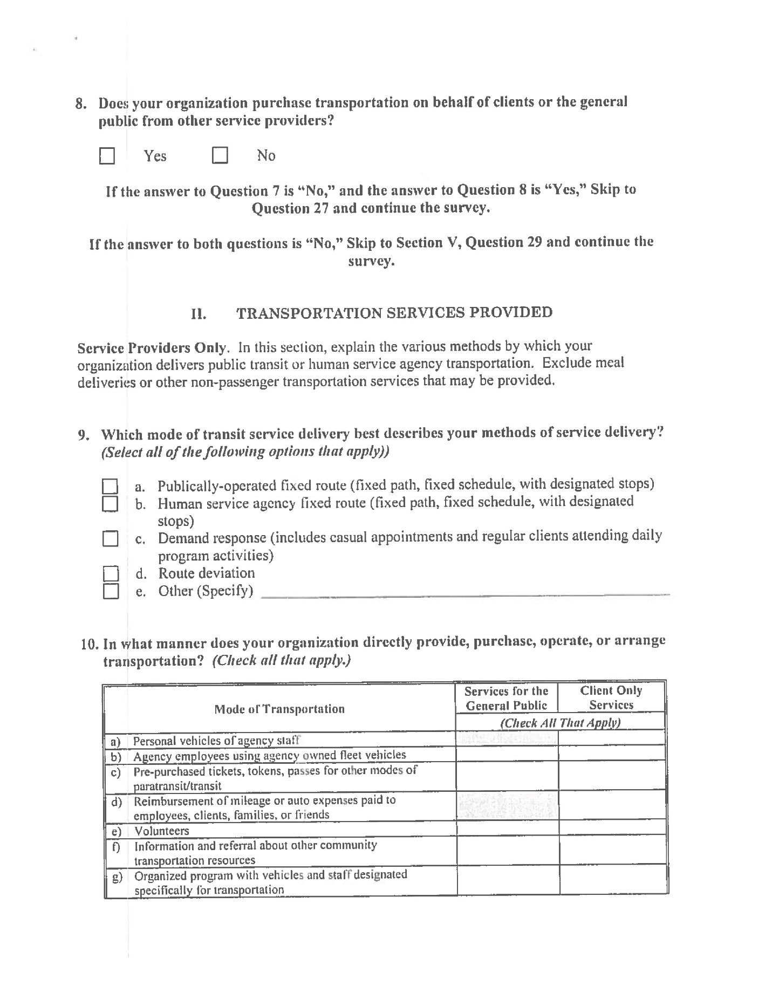 8. Does your organization purchase transportation on behalf of clients or the general
public from other service providers?
Yes No
If the answer to Question 7 is “No,” and the answer to Question 8 is “Yes,” Skip to
Question 27 and continue the survey.
If the answer to both questions is “No,” Skip to Section V, Question 29 and continue the
survey.
II. TRANSPORTATION SERVICES PROVIDED
Service Providers Only. In this section, explain the various methods by which your
organization delivers public transit or human service agency transportation. Exclude meal
deliveries or other non-passenger transportation services that may be provided.
9. Which mode of transit service delivery best describes your methods of service delivery?
(Select all of the following options that apply))
a. Publically-operated fixed route (fixed path, fixed schedule, with designated stops)
b. Human service agency fixed route (fixed path, fixed schedule, with designated
stops)
c. Demand response (includes casual appointments and regular clients attending daily
program activities)
d. Route deviation
e. Other (Specify)
10. In what manner does your organization directly provide, purchase, operate, or arrange
transportation? (Check all that apply.)
Mode of Transportation
Services for the
General Public
Client Only
Services
(Check All That Apply)
a) Personal vehicles of agency staff
b) Agency employees using agency owned fleet vehicles
c) Pre-purchased tickets, tokens, passes for other modes of
paratransit/transit
d) Reimbursement of mileage or auto expenses paid to
employees, clients, families, or friends
e) Volunteers
f) Information and referral about other community
transportation resources
g) Organized program with vehicles and staff designated
specifically for transportation